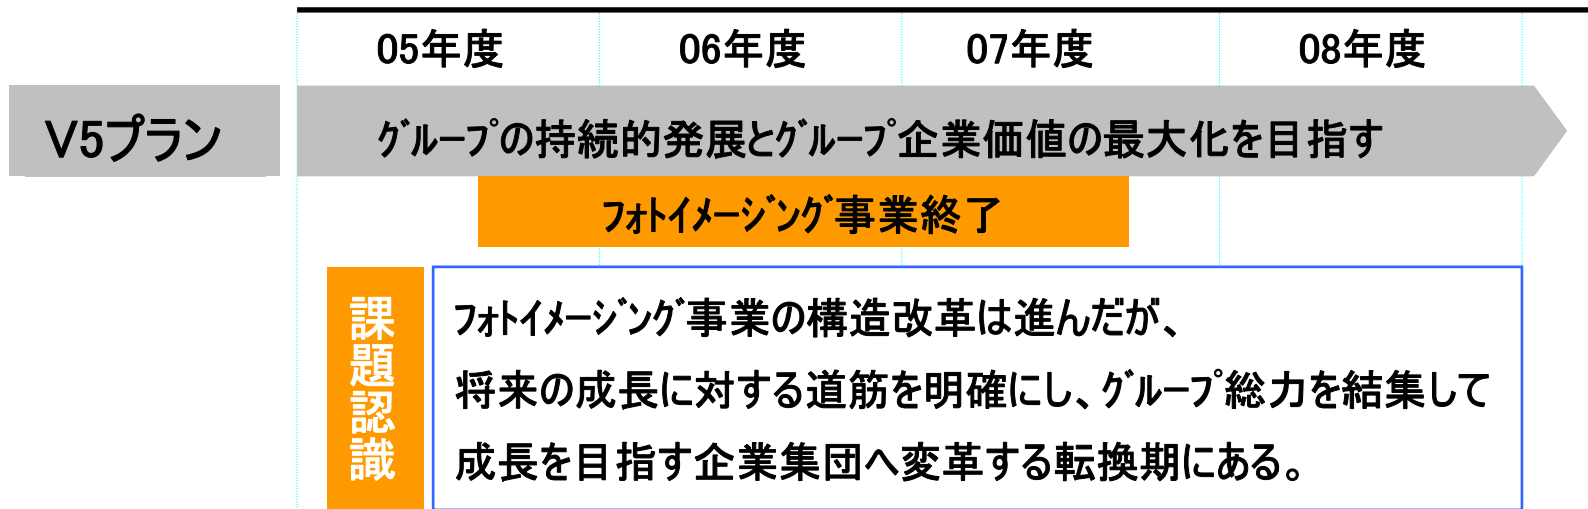 05年度 06年度 07年度 08年度
V5プラン
グループの持続的発展とグループ企業価値の最大化を目指す
フォトイメージング事業終了
課題認識
フォトイメージング事業の構造改革は進んだが、
将来の成長に対する道筋を明確にし、グループ総力を結集して
成長を目指す企業集団へ変革する転換期にある。